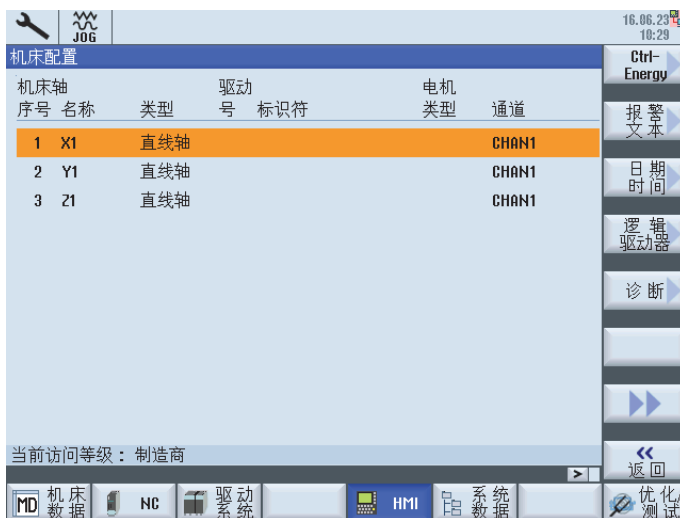 JOG
16.06.23
10:29
机床配置
机床轴 驱动 电机
序号 名称 类型 号 标识符 类型 通道
1 X1 直线轴 CHAN1
2 Y1 直线轴 CHAN1
3 Z1 直线轴 CHAN1
当前访问等级：制造商
Ctrl-
Energy
报警
文本
日期
时间
逻辑
驱动器
诊断
返回
MD 机床
数据
NC
驱动
系统
HMI
系统
数据
优化/
测试